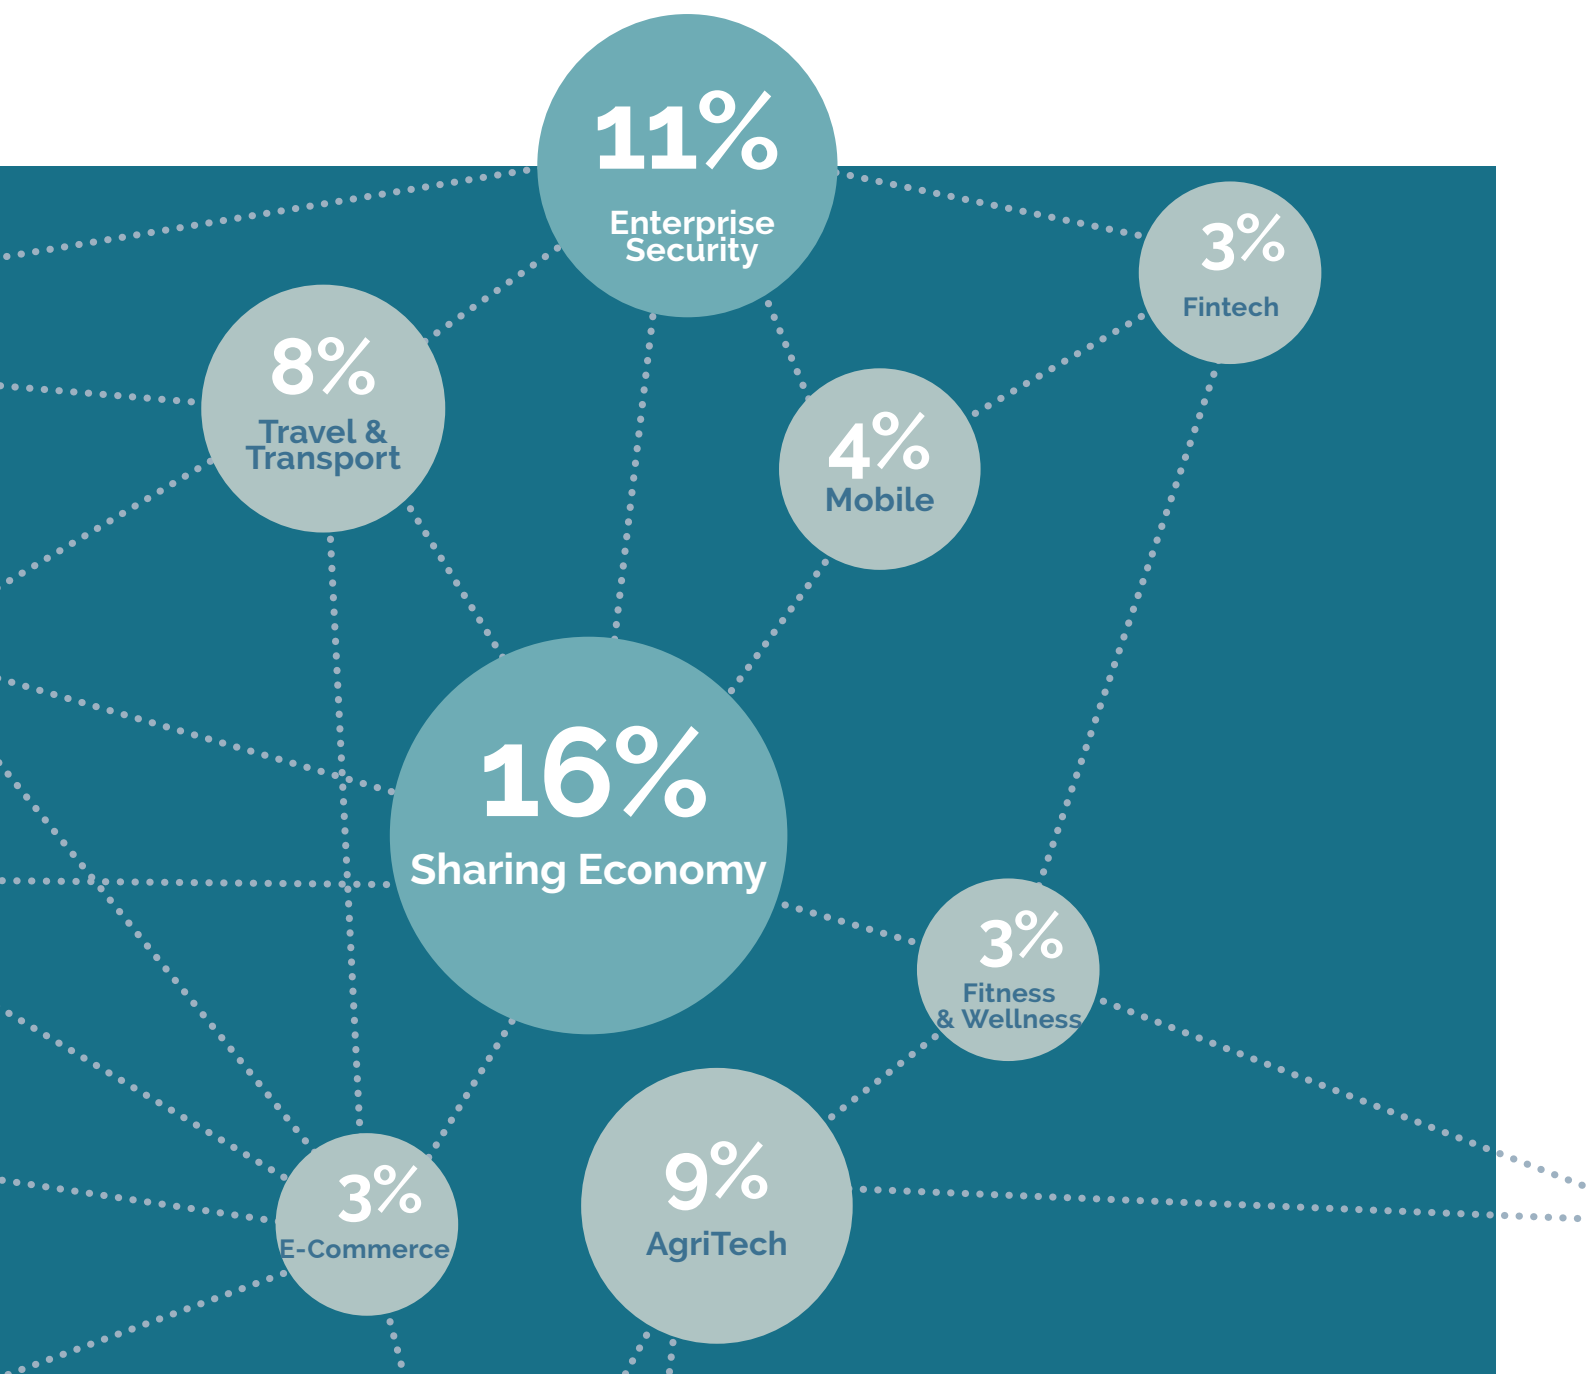 11%
Enterprise
Security
3%
Fintech
8%
Travel &
Transport
4%
Mobile
16%
Sharing Economy
3%
Fitness
& Wellness
9%
AgriTech
3%
E-Commerce